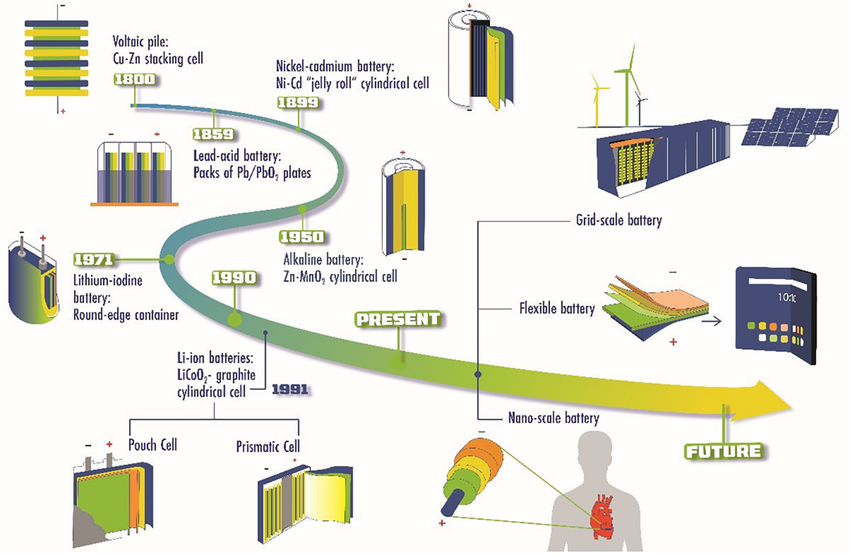 −
Voltaic pile:
Cu-Zn stacking cell
1800
+
1859
Lead-acid battery:
Packs of Pb/PbO₂ plates
− +
Nickel-cadmium battery:
Ni-Cd "jelly roll" cylindrical cell
1899
+
−
1950
Alkaline battery:
Zn-MnO₂ cylindrical cell
+
−
1971
Lithium-iodine
battery:
Round-edge container
− +
1990
Li-ion batteries:
LiCoO₂- graphite
cylindrical cell
1991
Pouch Cell
− +
Prismatic Cell
− +
PRESENT
Grid-scale battery
Flexible battery
−
+
Nano-scale battery
−
+
FUTURE